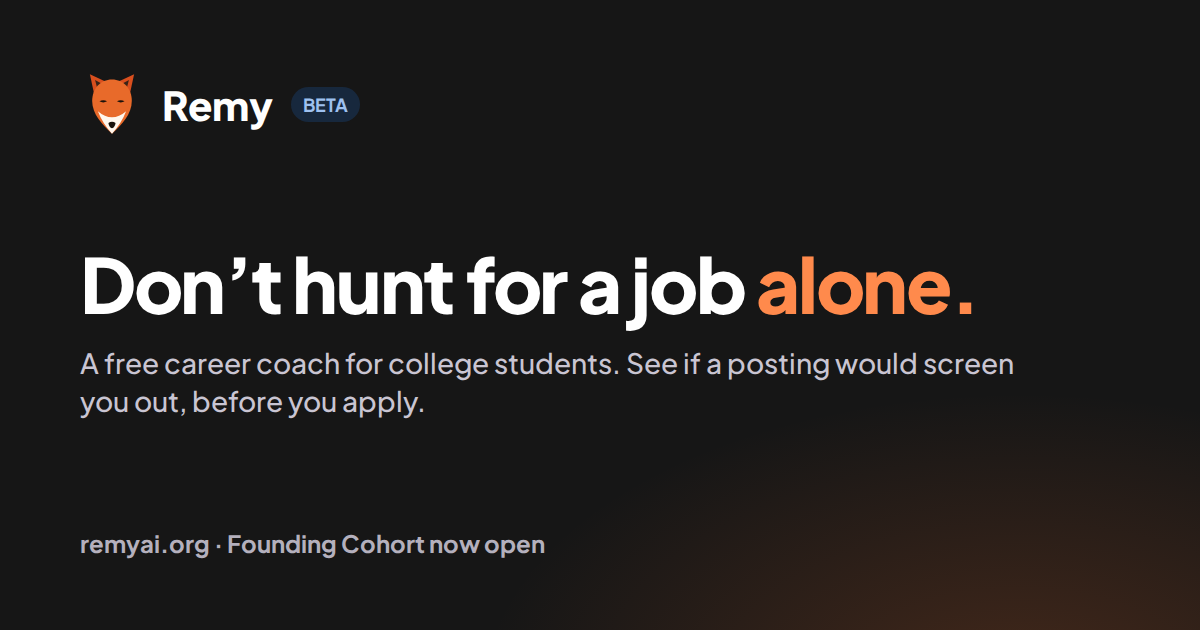 Remy BETA
Don’t hunt for a job alone.
A free career coach for college students. See if a posting would screen
you out, before you apply.
remyai.org · Founding Cohort now open